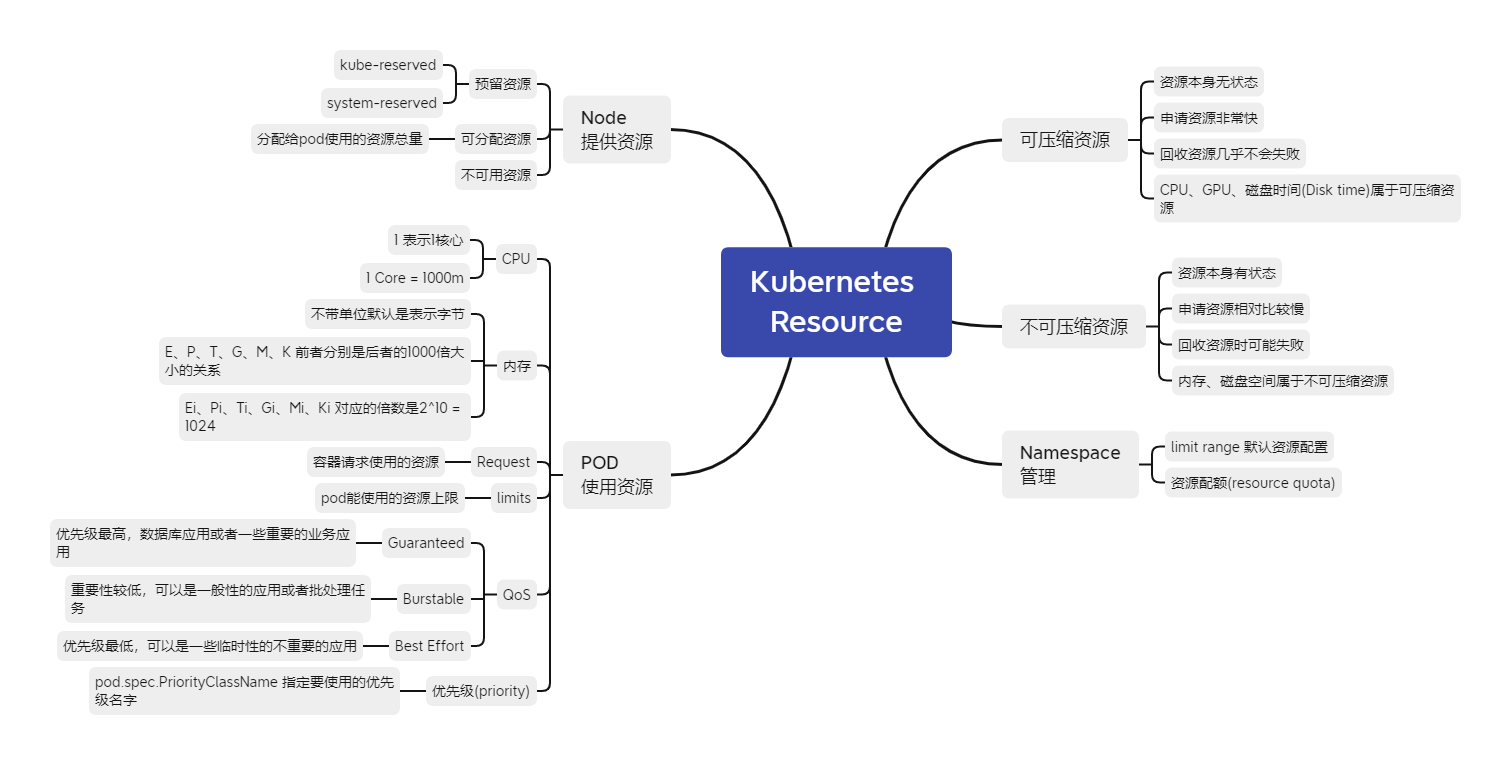 Kubernetes
Resource
Node
提供资源
预留资源
kube-reserved
system-reserved
可分配资源
分配给pod使用的资源总量
不可用资源
POD
使用资源
CPU
1 表示1核心
1 Core = 1000m
内存
不带单位默认是表示字节
E、P、T、G、M、K 前者分别是后者的1000倍大
小的关系
Ei、Pi、Ti、Gi、Mi、Ki 对应的倍数是2^10 =
1024
Request
容器请求使用的资源
limits
pod能使用的资源上限
QoS
Guaranteed
优先级最高，数据库应用或者一些重要的业务应
用
Burstable
重要性较低，可以是一般性的应用或者批处理任
务
Best Effort
优先级最低，可以是一些临时性的不重要的应用
优先级(priority)
pod.spec.PriorityClassName 指定要使用的优先
级名字
可压缩资源
资源本身无状态
申请资源非常快
回收资源几乎不会失败
CPU、GPU、磁盘时间(Disk time)属于可压缩资
源
不可压缩资源
资源本身有状态
申请资源相对比较慢
回收资源时可能失败
内存、磁盘空间属于不可压缩资源
Namespace
管理
limit range 默认资源配置
资源配额(resource quota)